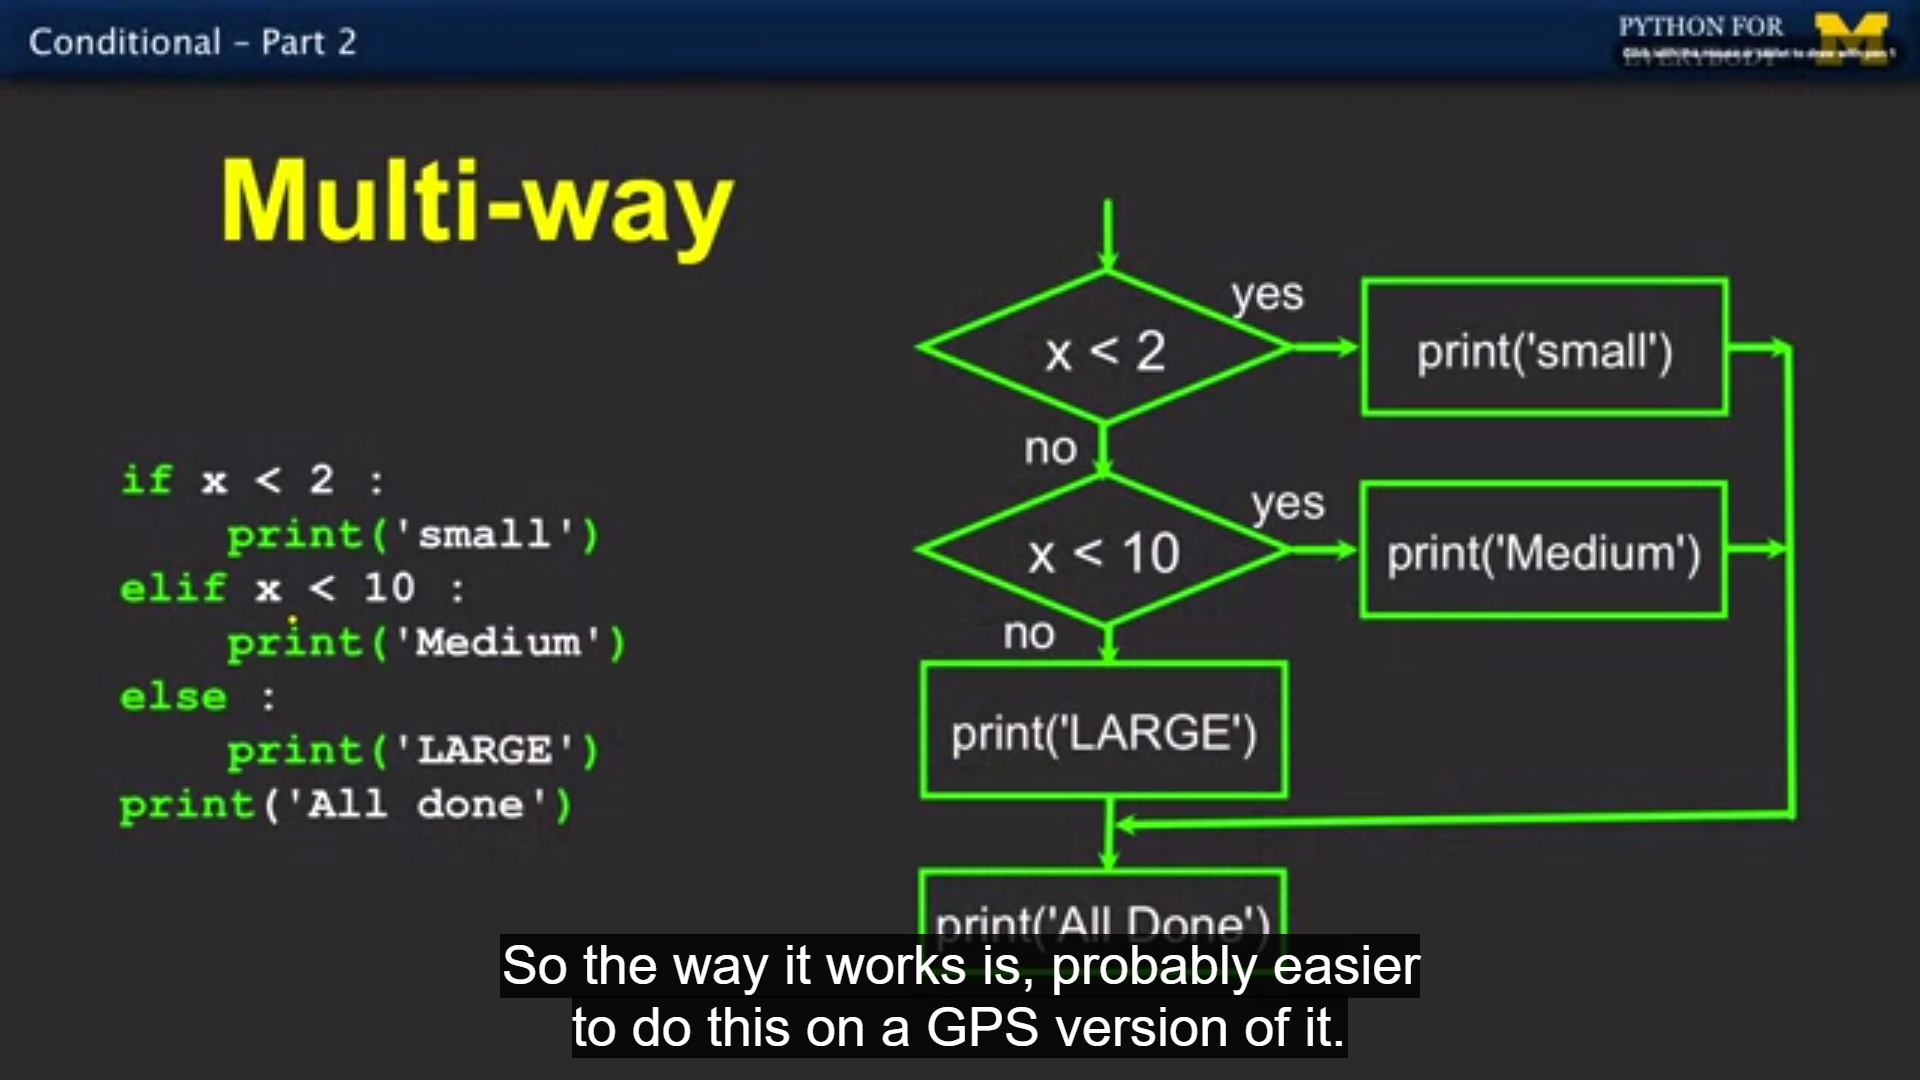 Conditional – Part 2
PYTHON FOR
EVERYBODY
Multi-way
if x < 2 :
print('small')
elif x < 10 :
print('Medium')
else :
print('LARGE')
print('All done')
x < 2
yes
print('small')
no
x < 10
yes
print('Medium')
no
print('LARGE')
print('All Done')
So the way it works is, probably easier
to do this on a GPS version of it.